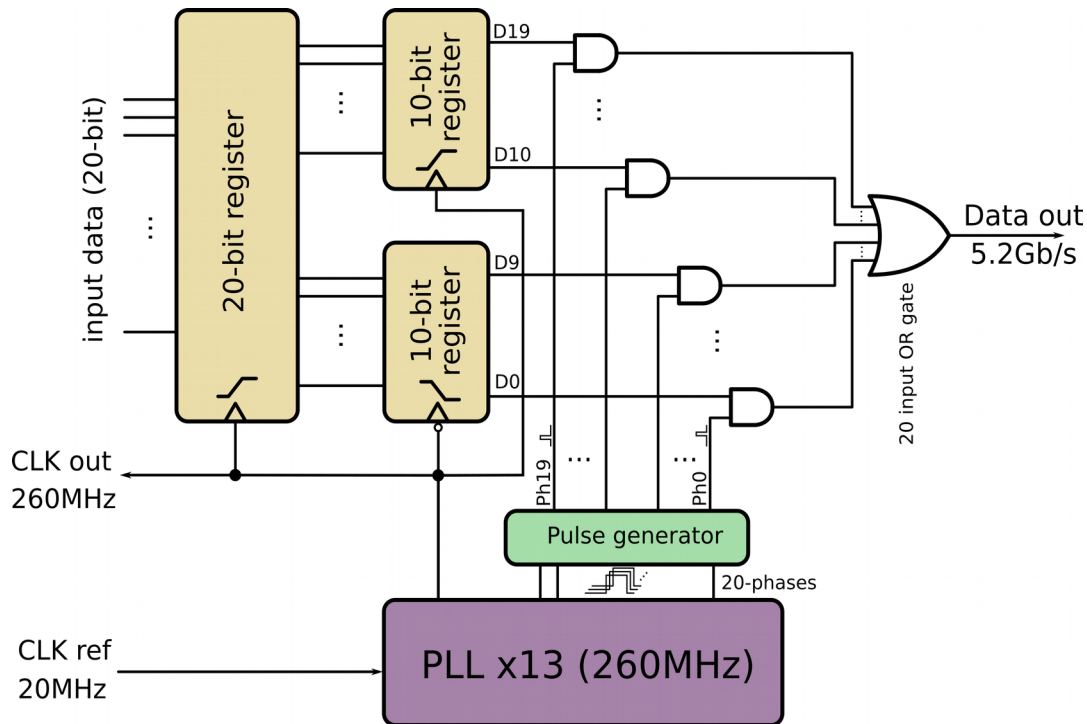 D19
10-bit
register
20-bit register
input data (20-bit)
...
...
...
D10
Data out
5.2Gb/s
D9
10-bit
register
...
...
D0
20 input OR gate
CLK out
260MHz
Ph19
...
...
Ph0
Pulse generator
20-phases
CLK ref
20MHz
PLL x13 (260MHz)